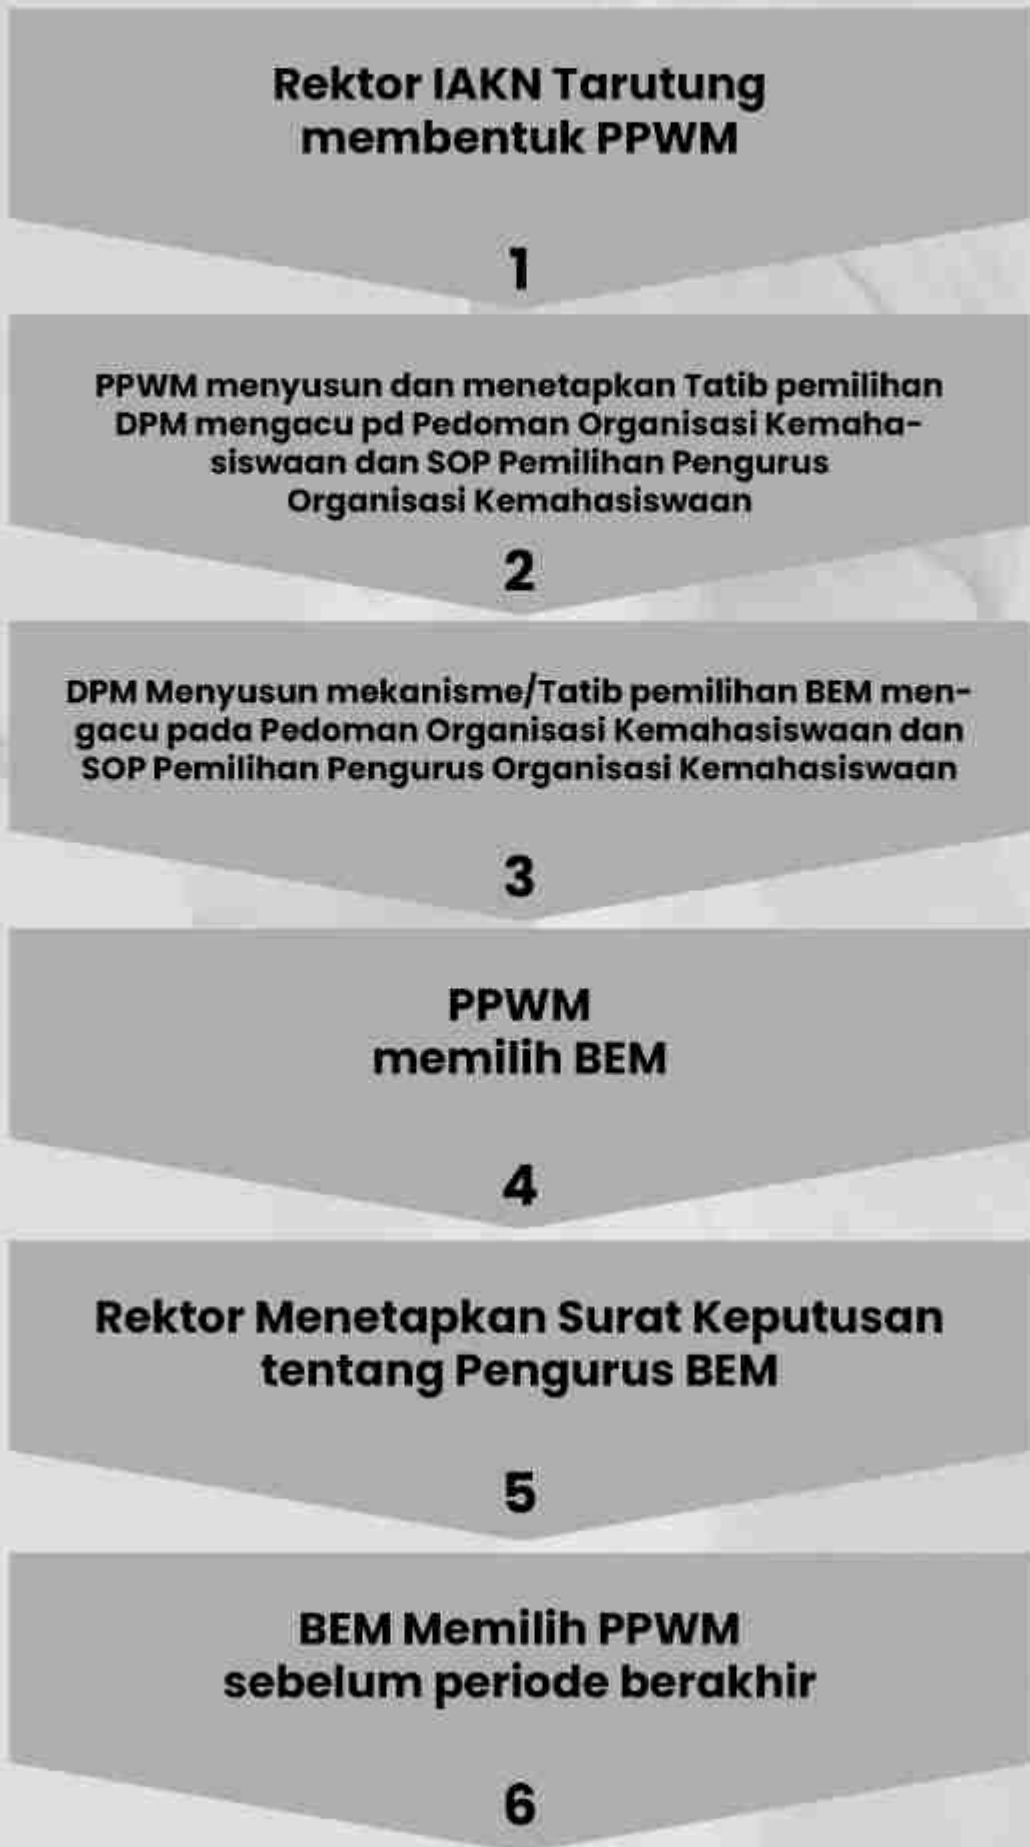 Rektor IAKN Tarutung
membentuk PPWM
1
PPWM menyusun dan menetapkan Tatib pemilihan
DPM mengacu pd Pedoman Organisasi Kemaha-
siswaan dan SOP Pemilihan Pengurus
Organisasi Kemahasiswaan
2
DPM Menyusun mekanisme/Tatib pemilihan BEM men-
gacu pada Pedoman Organisasi Kemahasiswaan dan
SOP Pemilihan Pengurus Organisasi Kemahasiswaan
3
PPWM
memilih BEM
4
Rektor Menetapkan Surat Keputusan
tentang Pengurus BEM
5
BEM Memilih PPWM
sebelum periode berakhir
6